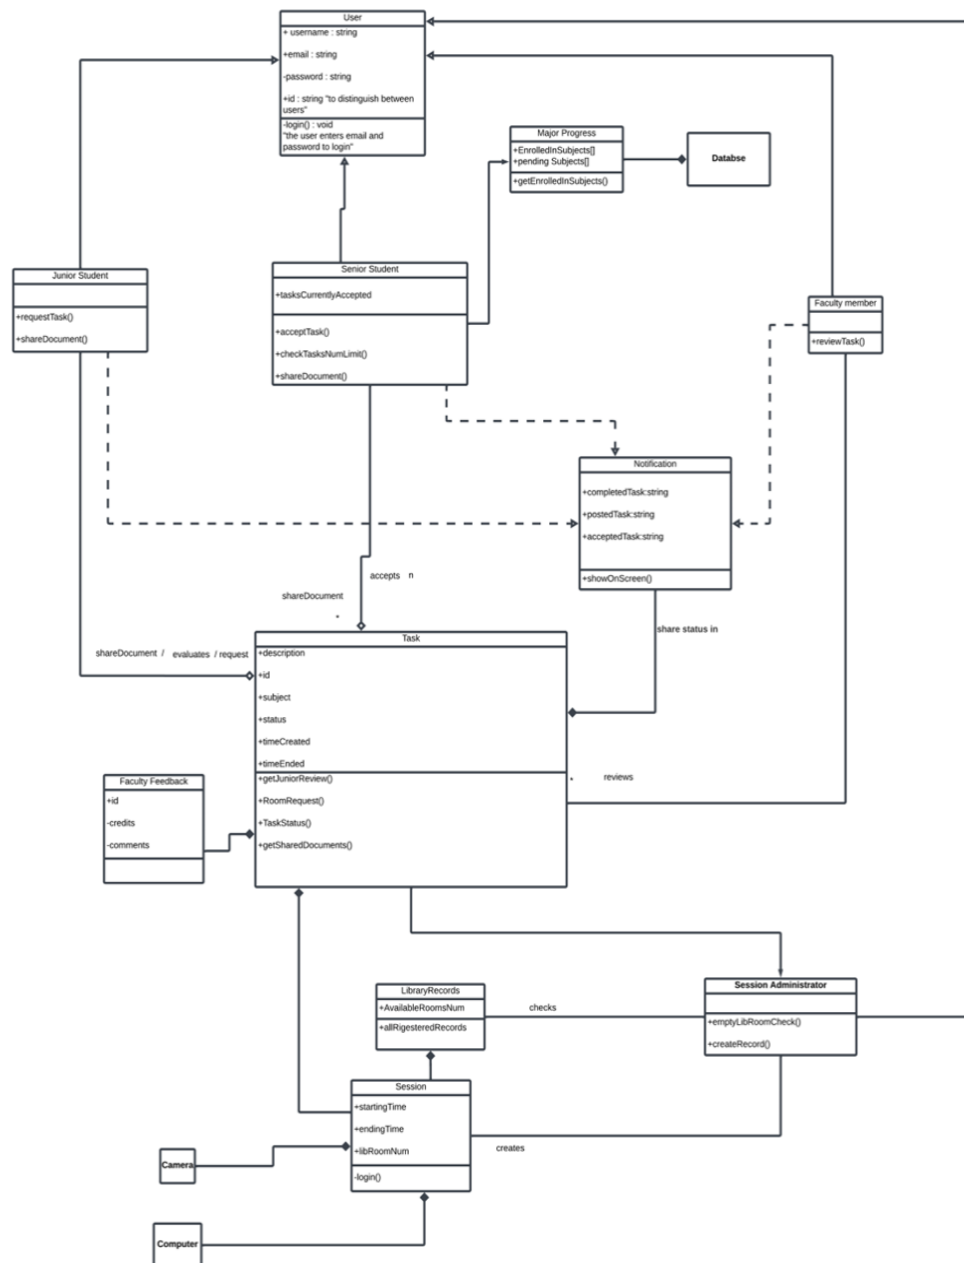 User
+ username : string
+email : string
-password : string
+id : string "to distinguish between
users"
-login() : void
"the user enters email and
password to login"
Major Progress
+EnrolledInSubjects[]
+pending Subjects[]
+getEnrolledInSubjects()
Databse
Junior Student
+requestTask()
+shareDocument()
Senior Student
+tasksCurrentlyAccepted
+acceptTask()
+checkTasksNumLimit()
+shareDocument()
Faculty member
+reviewTask()
Notification
+completedTask:string
+postedTask:string
+acceptedTask:string
+showOnScreen()
accepts n
shareDocument
*
share status in
shareDocument / evaluates / request
Task
+description
+id
+subject
+status
+timeCreated
+timeEnded
+getJuniorReview()
+RoomRequest()
+TaskStatus()
+getSharedDocuments()
* reviews
Faculty Feedback
+id
-credits
-comments
LibraryRecords
+AvailableRoomsNum
+allRigesteredRecords
checks
Session Administrator
+emptyLibRoomCheck()
+createRecord()
Session
+startingTime
+endingTime
+libRoomNum
-login()
creates
Camera
Computer